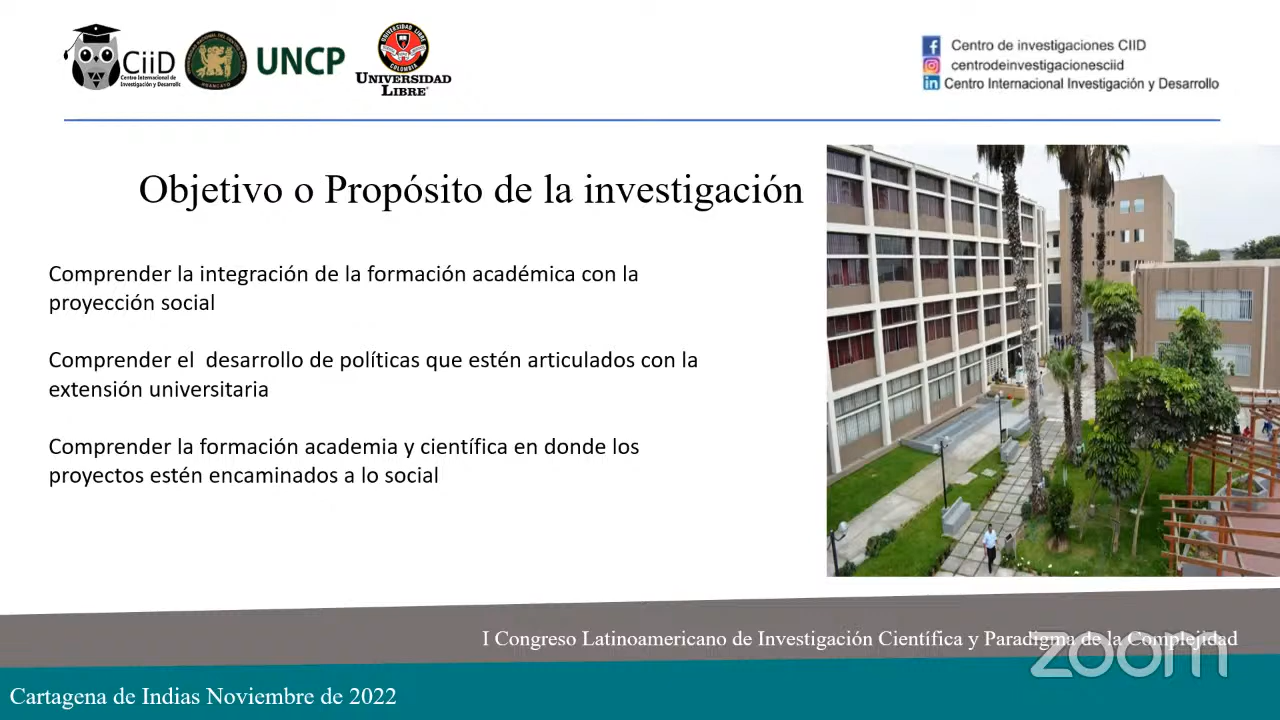 CiiD
Centro Internacional de
Investigación y Desarrollo
UNCP
UNIVERSIDAD LIBRE
COLOMBIA
UNIVERSIDAD
LIBRE
Centro de investigaciones CIID
centrodeinvestigacionesciid
Centro Internacional Investigación y Desarrollo
Objetivo o Propósito de la investigación
Comprender la integración de la formación académica con la
proyección social
Comprender el desarrollo de políticas que estén articulados con la
extensión universitaria
Comprender la formación academia y científica en donde los
proyectos estén encaminados a lo social
I Congreso Latinoamericano de Investigación Científica y Paradigma de la Complejidad
zoom
Cartagena de Indias Noviembre de 2022